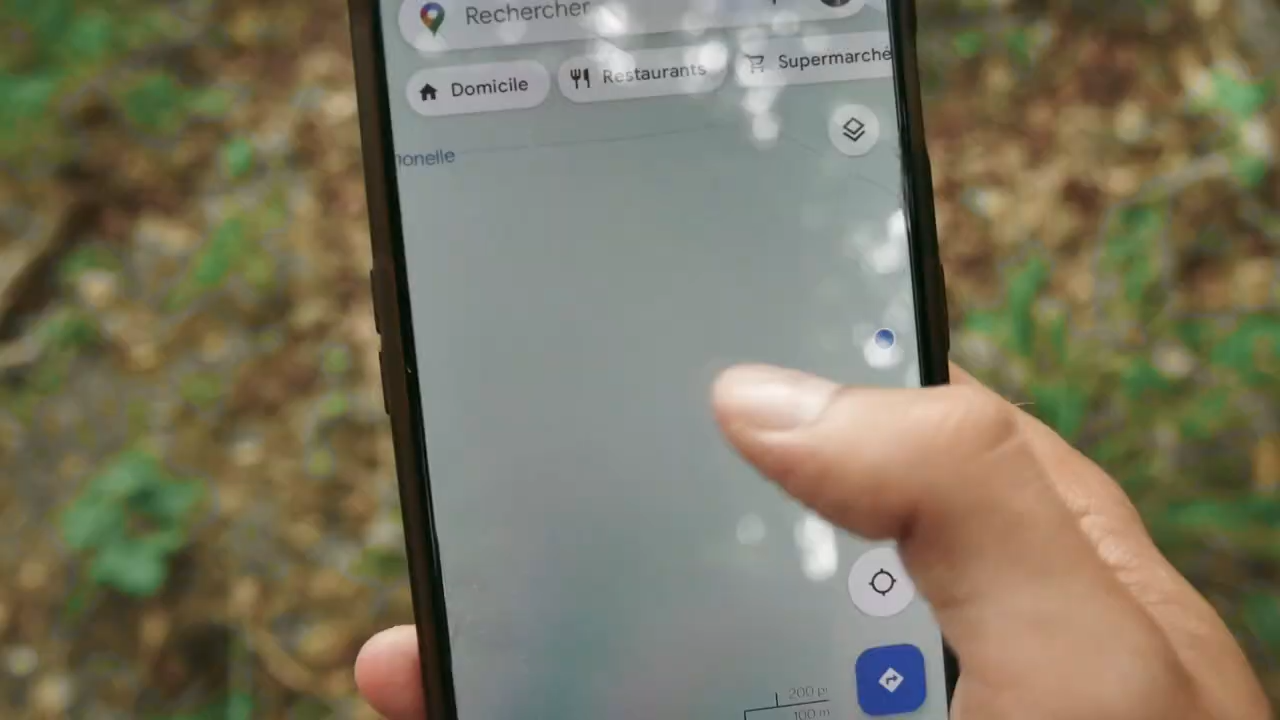 Rechercher
Domicile
Restaurants
Supermarché
nonelle
200 pi
100 m